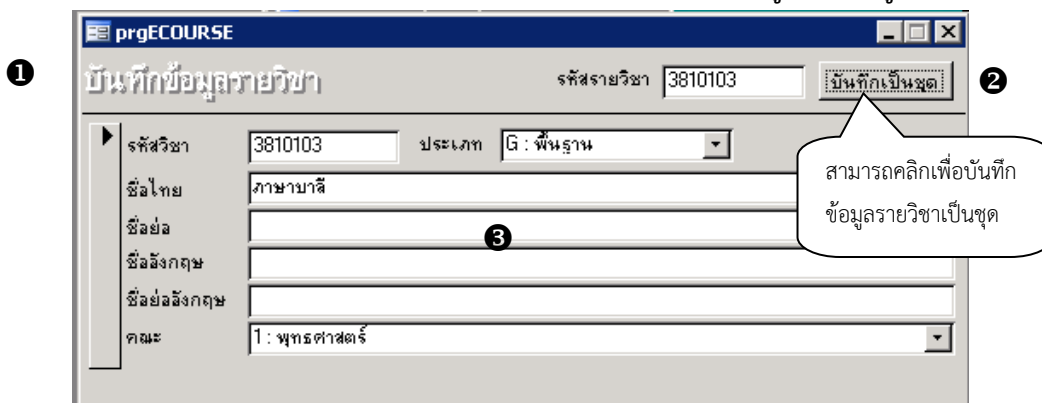 prgECOURSE
❶
บันทึกข้อมูลรายวิชา รหัสรายวิชา 3810103 บันทึกเป็นชุด ❷
รหัสวิชา 3810103 ประเภท G : พื้นฐาน
สามารถคลิกเพื่อบันทึก
ข้อมูลรายวิชาเป็นชุด
ชื่อไทย ภาษาบาลี
ชื่อย่อ
❸
ชื่ออังกฤษ
ชื่อย่ออังกฤษ
คณะ 1 : พุทธศาสตร์